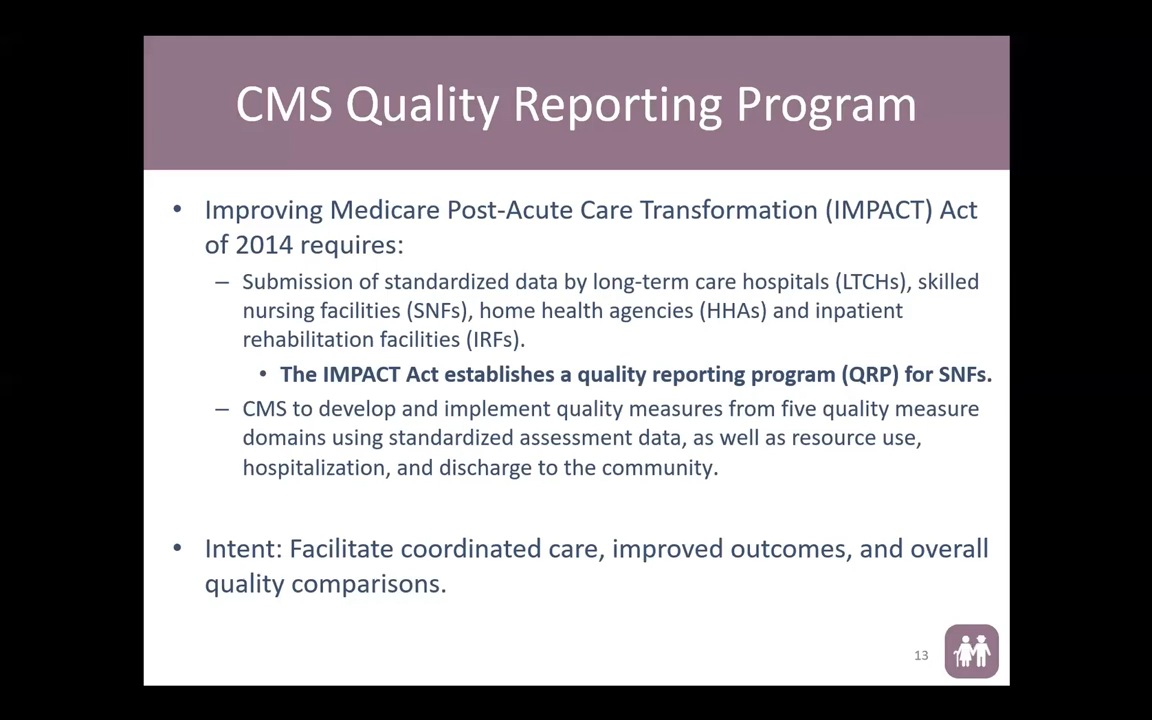 CMS Quality Reporting Program
• Improving Medicare Post-Acute Care Transformation (IMPACT) Act
of 2014 requires:
– Submission of standardized data by long-term care hospitals (LTCHs), skilled
nursing facilities (SNFs), home health agencies (HHAs) and inpatient
rehabilitation facilities (IRFs).
• The IMPACT Act establishes a quality reporting program (QRP) for SNFs.
– CMS to develop and implement quality measures from five quality measure
domains using standardized assessment data, as well as resource use,
hospitalization, and discharge to the community.
• Intent: Facilitate coordinated care, improved outcomes, and overall
quality comparisons.
13